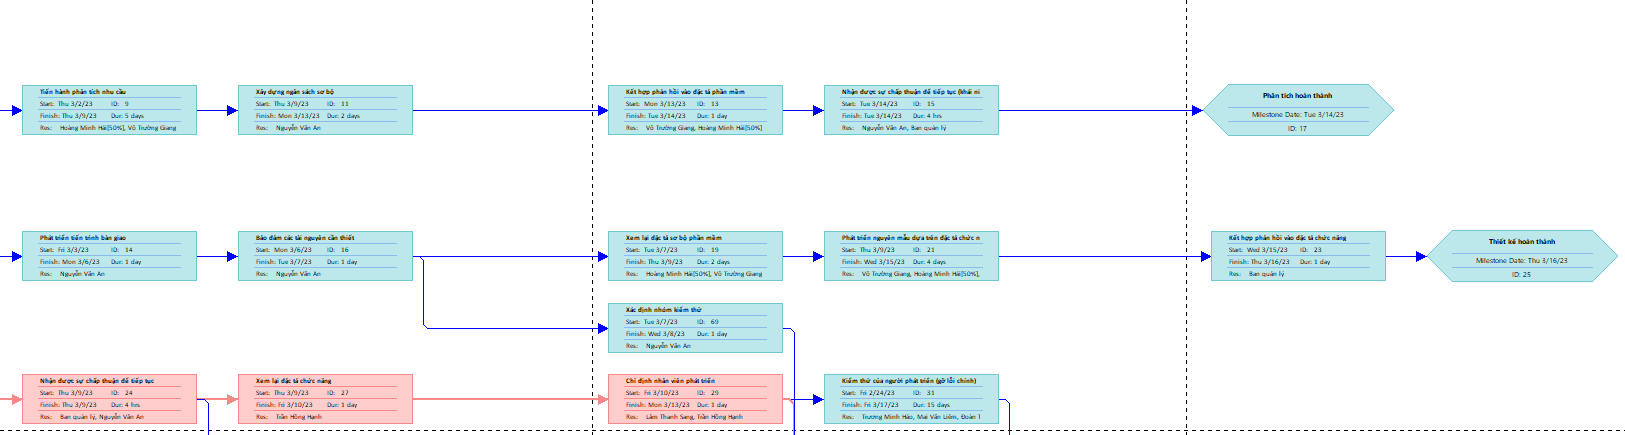 Tiến hành phân tích nhu cầu
Start: Thu 3/2/23 ID: 9
Finish: Thu 3/9/23 Dur: 5 days
Res: Hoàng Minh Hải[50%], Võ Trường Giang
Xây dựng ngân sách sơ bộ
Start: Thu 3/9/23 ID: 11
Finish: Mon 3/13/23 Dur: 2 days
Res: Nguyễn Văn An
Kết hợp phản hồi vào đặc tả phần mềm
Start: Mon 3/13/23 ID: 13
Finish: Tue 3/14/23 Dur: 1 day
Res: Võ Trường Giang, Hoàng Minh Hải[50%]
Nhận được sự chấp thuận để tiếp tục (khái ni
Start: Tue 3/14/23 ID: 15
Finish: Tue 3/14/23 Dur: 4 hrs
Res: Nguyễn Văn An, Ban quản lý
Phân tích hoàn thành
Milestone Date: Tue 3/14/23
ID: 17
Phát triển tiến trình bàn giao
Start: Fri 3/3/23 ID: 14
Finish: Mon 3/6/23 Dur: 1 day
Res: Nguyễn Văn An
Bảo đảm các tài nguyên cần thiết
Start: Mon 3/6/23 ID: 16
Finish: Tue 3/7/23 Dur: 1 day
Res: Nguyễn Văn An
Xem lại đặc tả sơ bộ phần mềm
Start: Tue 3/7/23 ID: 19
Finish: Thu 3/9/23 Dur: 2 days
Res: Hoàng Minh Hải[50%], Võ Trường Giang
Phát triển nguyên mẫu dựa trên đặc tả chức n
Start: Thu 3/9/23 ID: 21
Finish: Wed 3/15/23 Dur: 4 days
Res: Võ Trường Giang, Hoàng Minh Hải[50%],
Kết hợp phản hồi vào đặc tả chức năng
Start: Wed 3/15/23 ID: 23
Finish: Thu 3/16/23 Dur: 1 day
Res: Ban quản lý
Thiết kế hoàn thành
Milestone Date: Thu 3/16/23
ID: 25
Xác định nhóm kiểm thử
Start: Tue 3/7/23 ID: 69
Finish: Wed 3/8/23 Dur: 1 day
Res: Nguyễn Văn An
Nhận được sự chấp thuận để tiếp tục
Start: Thu 3/9/23 ID: 24
Finish: Thu 3/9/23 Dur: 4 hrs
Res: Ban quản lý, Nguyễn Văn An
Xem lại đặc tả chức năng
Start: Thu 3/9/23 ID: 27
Finish: Fri 3/10/23 Dur: 1 day
Res: Trần Hồng Hạnh
Chỉ định nhân viên phát triển
Start: Fri 3/10/23 ID: 29
Finish: Mon 3/13/23 Dur: 1 day
Res: Lâm Thanh Sang, Trần Hồng Hạnh
Kiểm thử của người phát triển (gỡ lỗi chính)
Start: Fri 2/24/23 ID: 31
Finish: Fri 3/17/23 Dur: 15 days
Res: Trương Minh Hào, Mai Văn Liêm, Đoàn T